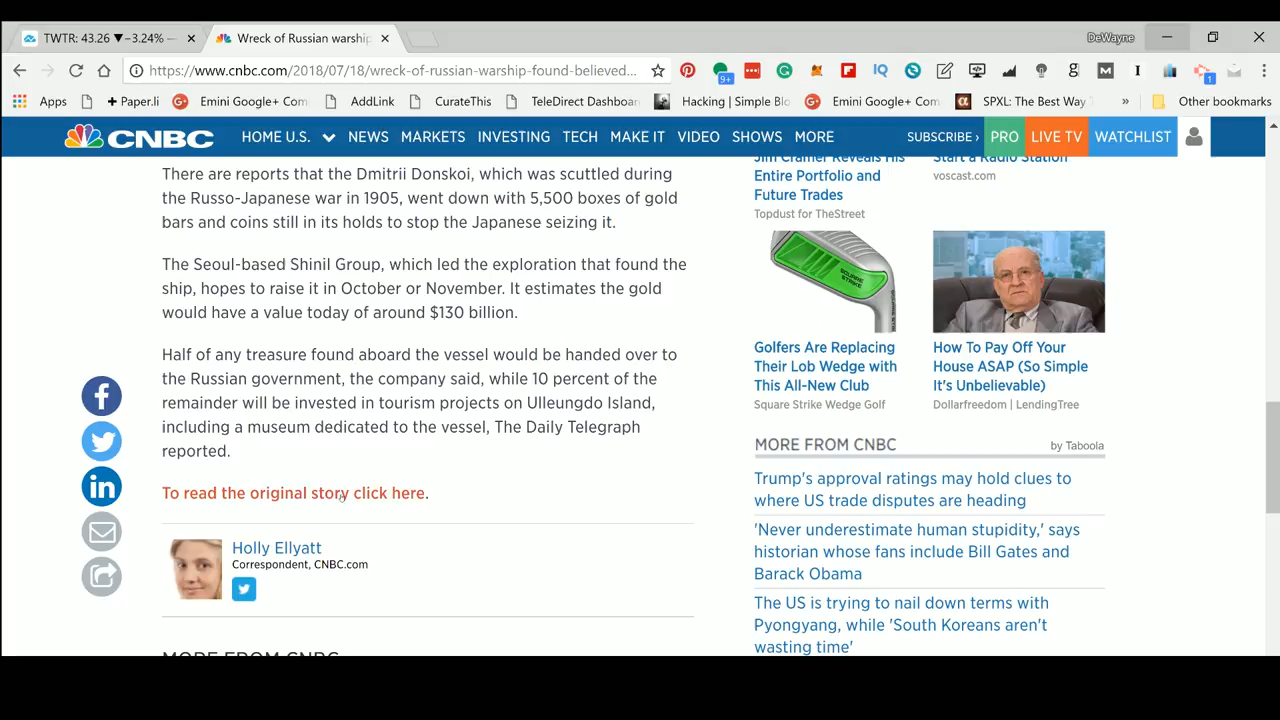 TWTR: 43.26 ▼−3.24%
Wreck of Russian warship
DeWayne
https://www.cnbc.com/2018/07/18/wreck-of-russian-warship-found-believed...
9+
1
Apps
+ Paper.li
Emini Google+ Com
AddLink
CurateThis
TeleDirect Dashboar
Hacking | Simple Blo
Emini Google+ Com
SPXL: The Best Way
»
Other bookmarks
CNBC
HOME U.S.
NEWS
MARKETS
INVESTING
TECH
MAKE IT
VIDEO
SHOWS
MORE
SUBSCRIBE ›
PRO
LIVE TV
WATCHLIST
There are reports that the Dmitrii Donskoi, which was scuttled during
the Russo-Japanese war in 1905, went down with 5,500 boxes of gold
bars and coins still in its holds to stop the Japanese seizing it.
The Seoul-based Shinil Group, which led the exploration that found the
ship, hopes to raise it in October or November. It estimates the gold
would have a value today of around $130 billion.
Half of any treasure found aboard the vessel would be handed over to
the Russian government, the company said, while 10 percent of the
remainder will be invested in tourism projects on Ulleungdo Island,
including a museum dedicated to the vessel, The Daily Telegraph
reported.
To read the original story click here.
Holly Ellyatt
Correspondent, CNBC.com
MORE FROM CNBC
Jim Cramer Reveals His
Entire Portfolio and
Future Trades
Topdust for TheStreet
Start a Radio Station
voscast.com
SQUARE
STRIKE
Golfers Are Replacing
Their Lob Wedge with
This All-New Club
Square Strike Wedge Golf
How To Pay Off Your
House ASAP (So Simple
It's Unbelievable)
Dollarfreedom | LendingTree
MORE FROM CNBC
by Taboola
Trump's approval ratings may hold clues to
where US trade disputes are heading
'Never underestimate human stupidity,' says
historian whose fans include Bill Gates and
Barack Obama
The US is trying to nail down terms with
Pyongyang, while 'South Koreans aren't
wasting time'